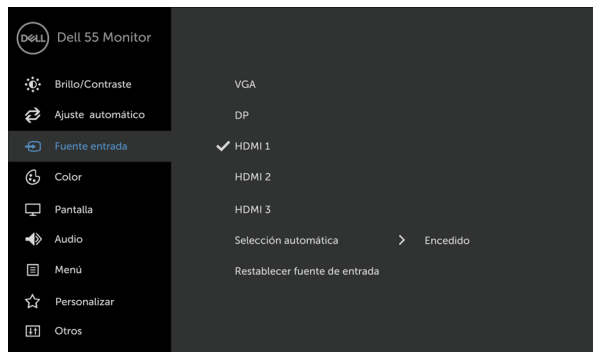 DELL Dell 55 Monitor
Brillo/Contraste
Ajuste automático
Fuente entrada
Color
Pantalla
Audio
Menú
Personalizar
Otros
VGA
DP
HDMI 1
HDMI 2
HDMI 3
Selección automática Encedido
Restablecer fuente de entrada